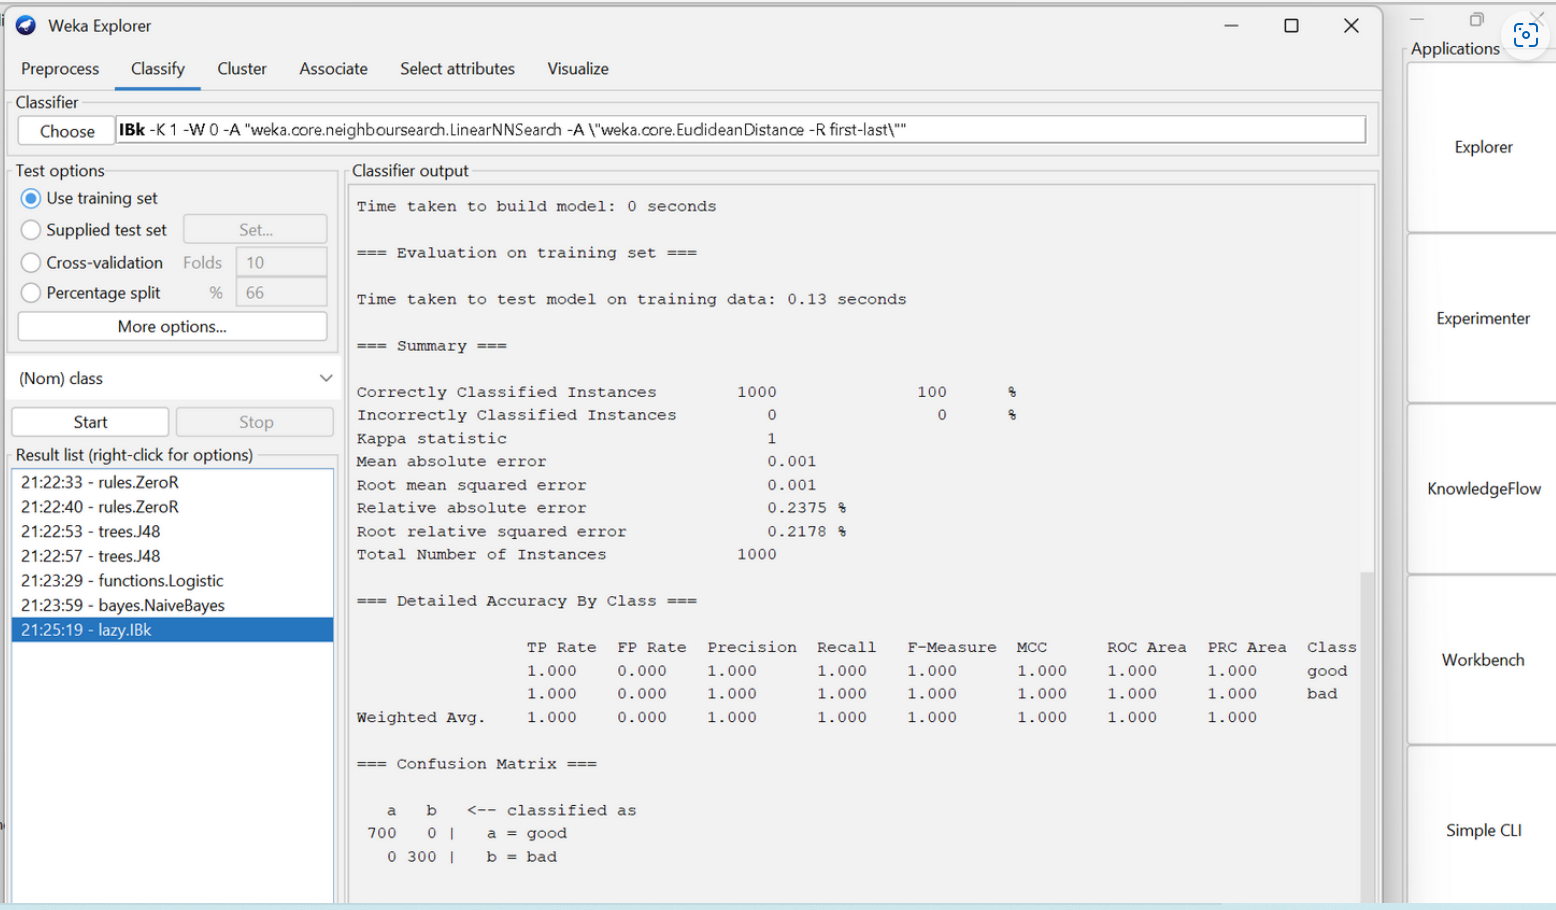 Weka Explorer
Preprocess Classify Cluster Associate Select attributes Visualize
Classifier
Choose IBk -K 1 -W 0 -A "weka.core.neighboursearch.LinearNNSearch -A \"weka.core.EuclideanDistance -R first-last\""
Test options
Use training set
Supplied test set Set...
Cross-validation Folds 10
Percentage split % 66
More options...
(Nom) class
Start Stop
Result list (right-click for options)
21:22:33 - rules.ZeroR
21:22:40 - rules.ZeroR
21:22:53 - trees.J48
21:22:57 - trees.J48
21:23:29 - functions.Logistic
21:23:59 - bayes.NaiveBayes
21:25:19 - lazy.IBk
Classifier output
Time taken to build model: 0 seconds
=== Evaluation on training set ===
Time taken to test model on training data: 0.13 seconds
=== Summary ===
Correctly Classified Instances 1000 100 %
Incorrectly Classified Instances 0 0 %
Kappa statistic 1
Mean absolute error 0.001
Root mean squared error 0.001
Relative absolute error 0.2375 %
Root relative squared error 0.2178 %
Total Number of Instances 1000
=== Detailed Accuracy By Class ===
TP Rate FP Rate Precision Recall F-Measure MCC ROC Area PRC Area Class
1.000 0.000 1.000 1.000 1.000 1.000 1.000 1.000 good
1.000 0.000 1.000 1.000 1.000 1.000 1.000 1.000 bad
Weighted Avg. 1.000 0.000 1.000 1.000 1.000 1.000 1.000 1.000
=== Confusion Matrix ===
a b <-- classified as
700 0 | a = good
0 300 | b = bad
Applications
Explorer
Experimenter
KnowledgeFlow
Workbench
Simple CLI